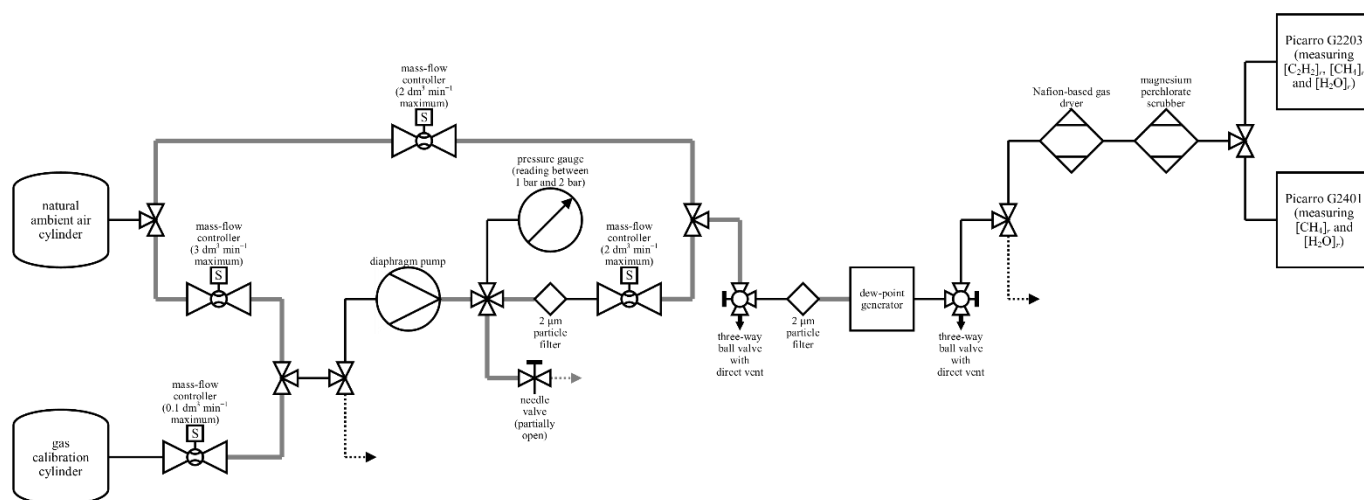 natural
ambient air
cylinder
gas
calibration
cylinder
mass-flow
controller
(3 dm³ min⁻¹
maximum)
S
mass-flow
controller
(0.1 dm³ min⁻¹
maximum)
S
mass-flow
controller
(2 dm³ min⁻¹
maximum)
S
diaphragm pump
pressure gauge
(reading between
1 bar and 2 bar)
2 μm
particle
filter
needle
valve
(partially
open)
mass-flow
controller
(2 dm³ min⁻¹
maximum)
S
three-way
ball valve
with
direct vent
2 μm
particle
filter
dew-point
generator
three-way
ball valve
with
direct vent
Nafion-based gas
dryer
magnesium
perchlorate
scrubber
Picarro G2203
(measuring
[C₂H₂]ᵣ, [CH₄]ᵣ
and [H₂O]ᵣ)
Picarro G2401
(measuring
[CH₄]ᵣ and
[H₂O]ᵣ)